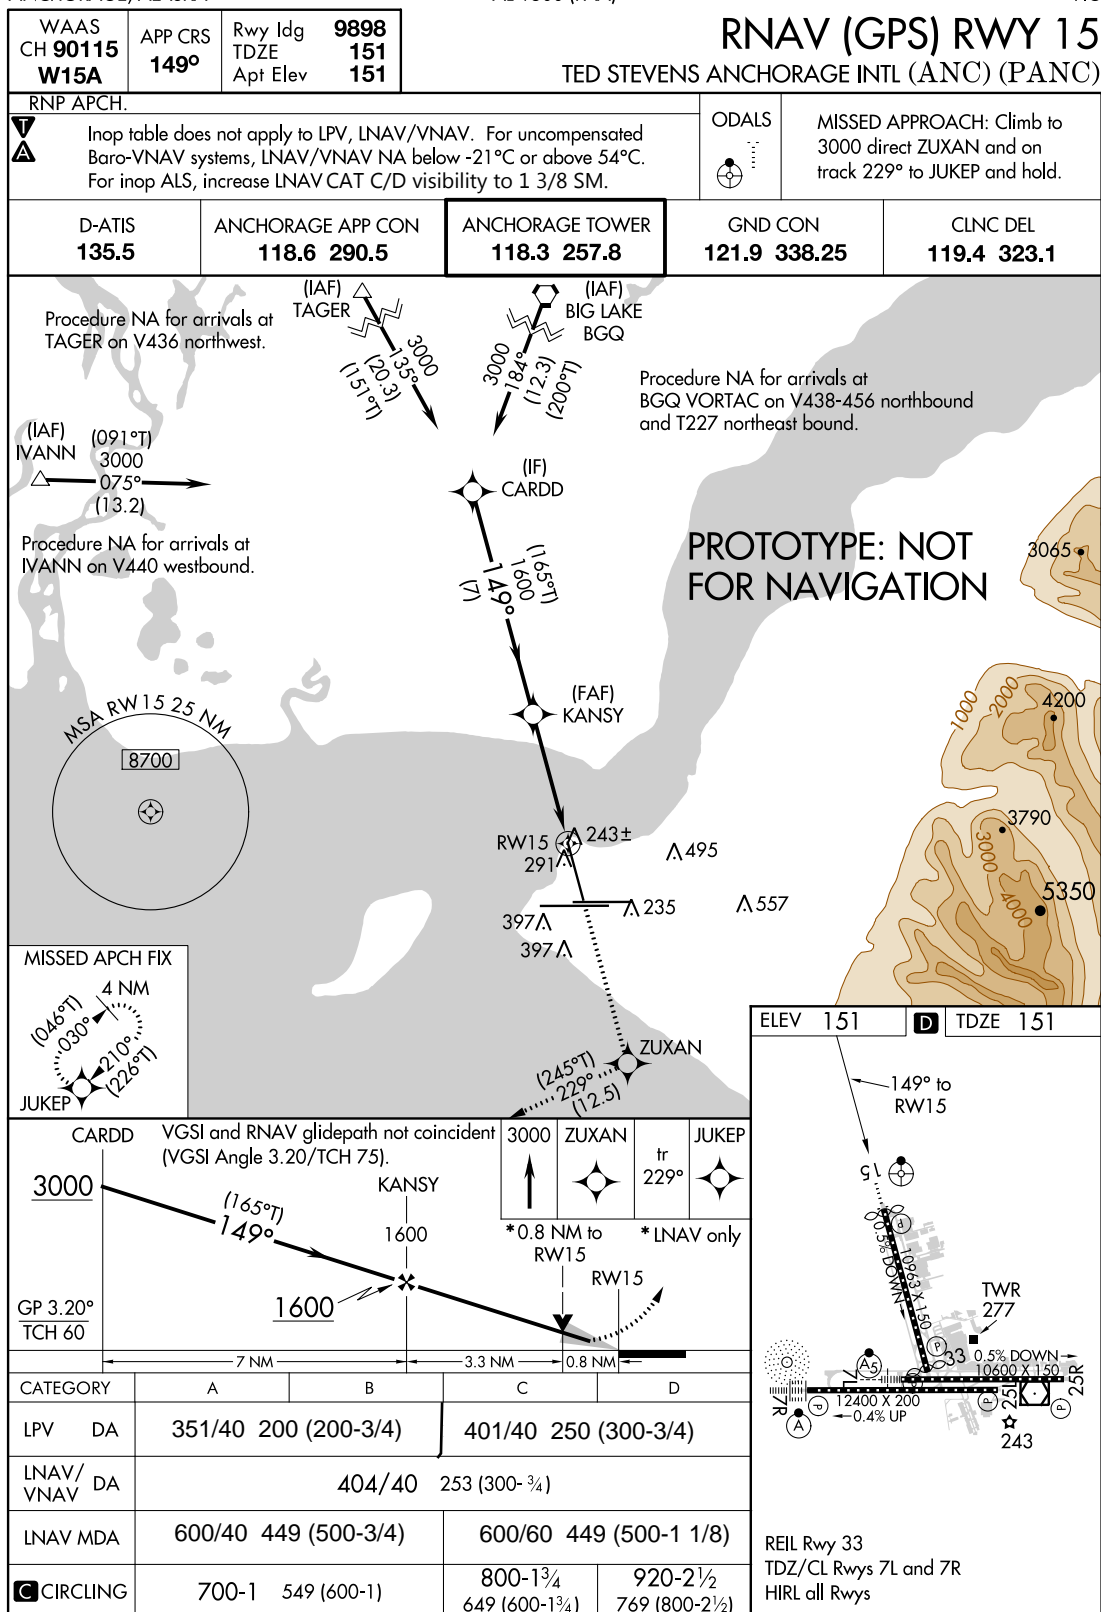 WAAS
CH 90115
W15A
APP CRS
149°
Rwy Idg 9898
TDZE 151
Apt Elev 151
RNAV (GPS) RWY 15
TED STEVENS ANCHORAGE INTL (ANC) (PANC)
RNP APCH.
T
A
Inop table does not apply to LPV, LNAV/VNAV. For uncompensated
Baro-VNAV systems, LNAV/VNAV NA below -21°C or above 54°C.
For inop ALS, increase LNAV CAT C/D visibility to 1 3/8 SM.
ODALS
MISSED APPROACH: Climb to
3000 direct ZUXAN and on
track 229° to JUKEP and hold.
D-ATIS
135.5
ANCHORAGE APP CON
118.6 290.5
ANCHORAGE TOWER
118.3 257.8
GND CON
121.9 338.25
CLNC DEL
119.4 323.1
(IAF)
TAGER
(IAF)
BIG LAKE
BGQ
Procedure NA for arrivals at
TAGER on V436 northwest.
3000
135°
(20.3)
(151°T)
3000
184°
(12.3)
(200°T)
Procedure NA for arrivals at
BGQ VORTAC on V438-456 northbound
and T227 northeast bound.
(IAF)
IVANN
(091°T)
3000
075°
(13.2)
(IF)
CARDD
Procedure NA for arrivals at
IVANN on V440 westbound.
(165°T)
1600
149°
(7)
PROTOTYPE: NOT
FOR NAVIGATION
3065
(FAF)
KANSY
1000
2000
4200
MSA RW15 25 NM
8700
RW15
243±
291
495
3790
3000
4000
5350
397
235
557
397
MISSED APCH FIX
4 NM
(046°T)
030°
210°
(226°T)
JUKEP
ZUXAN
(245°T)
229°
(12.5)
ELEV 151
D
TDZE 151
149° to
RW15
15
P
0.5% DOWN
10963 X 150
TWR
277
P
33
0.5% DOWN
10600 X 150
A5
7L
25R
7R
12400 X 200
25L
0.4% UP
P
P
P
A
243
REIL Rwy 33
TDZ/CL Rwys 7L and 7R
HIRL all Rwys
CARDD
VGSI and RNAV glidepath not coincident
(VGSI Angle 3.20/TCH 75).
3000
(165°T)
149°
KANSY
1600
1600
GP 3.20°
TCH 60
3000
ZUXAN
tr
229°
JUKEP
*0.8 NM to
RW15
*LNAV only
RW15
7 NM
3.3 NM
0.8 NM
CATEGORY A B C D
LPV DA 351/40 200 (200-3/4) 401/40 250 (300-3/4)
LNAV/
VNAV DA 404/40 253 (300-¾)
LNAV MDA 600/40 449 (500-3/4) 600/60 449 (500-1 1/8)
C CIRCLING 700-1 549 (600-1)
800-1¾
649 (600-1¾)
920-2½
769 (800-2½)